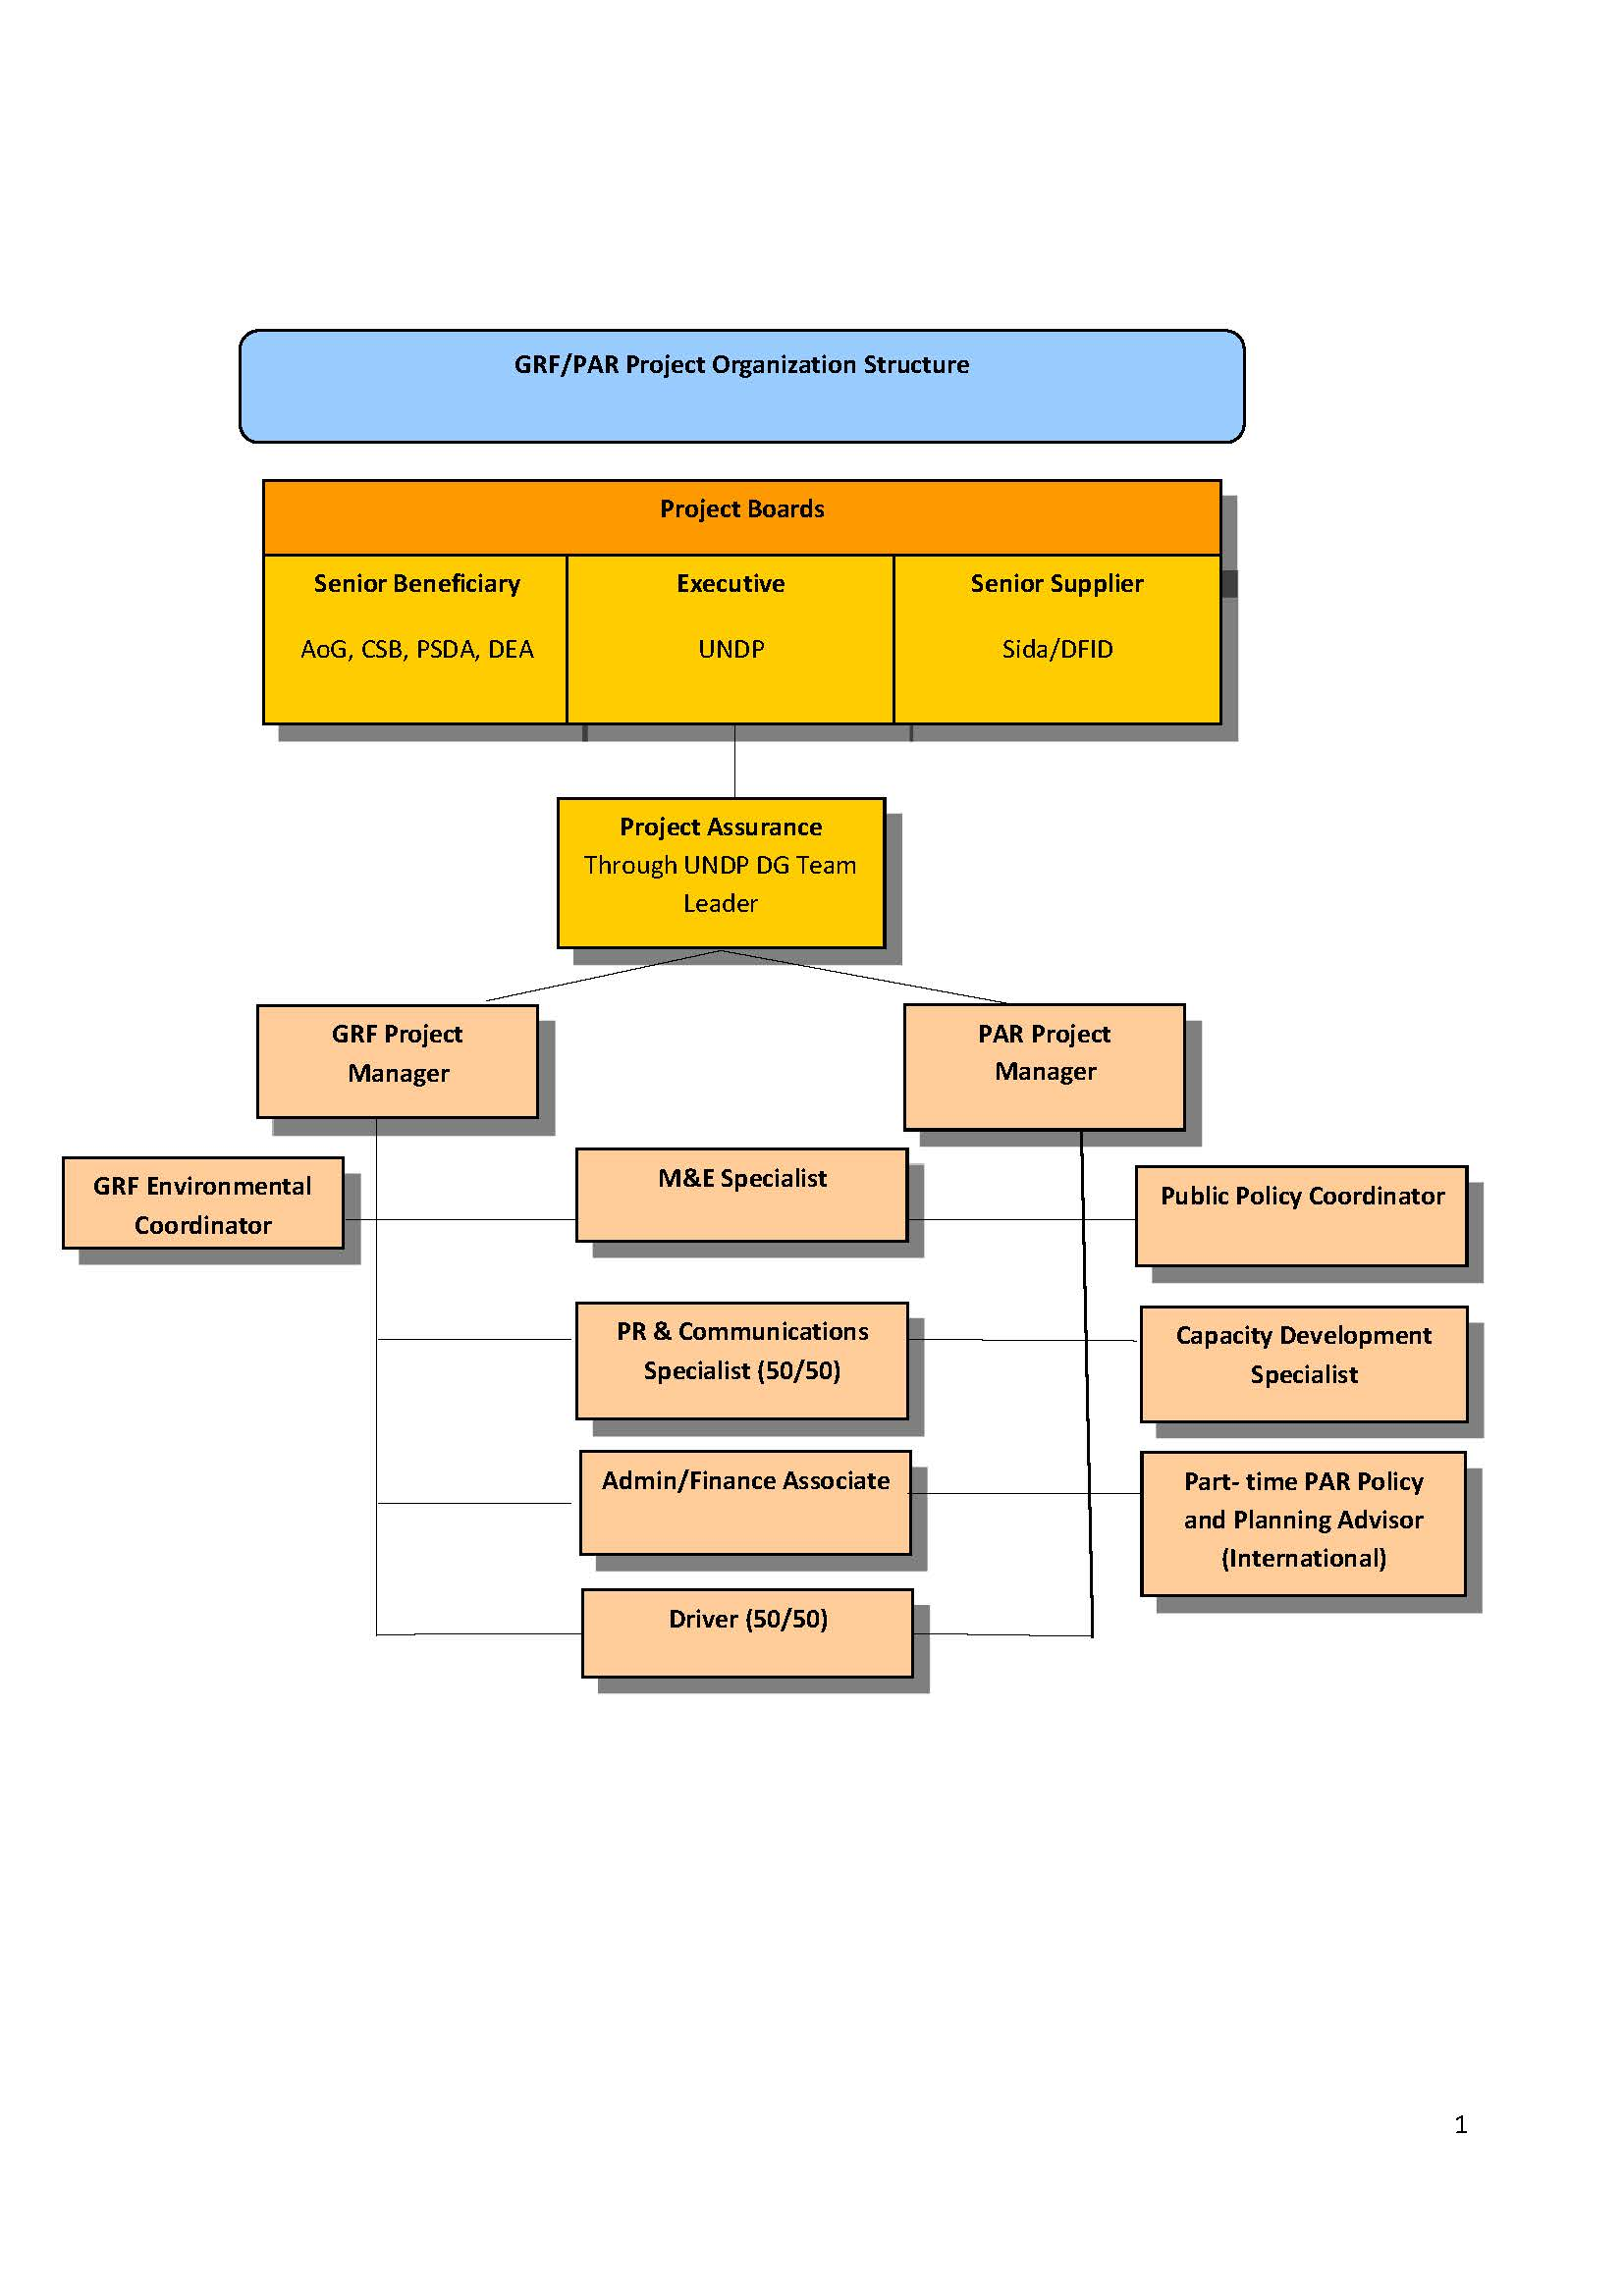 GRF/PAR Project Organization Structure
Project Boards
Senior Beneficiary
AoG, CSB, PSDA, DEA
Executive
UNDP
Senior Supplier
Sida/DFID
Project Assurance
Through UNDP DG Team
Leader
GRF Project
Manager
PAR Project
Manager
GRF Environmental
Coordinator
M&E Specialist
Public Policy Coordinator
PR & Communications
Specialist (50/50)
Capacity Development
Specialist
Admin/Finance Associate
Part- time PAR Policy
and Planning Advisor
(International)
Driver (50/50)
1